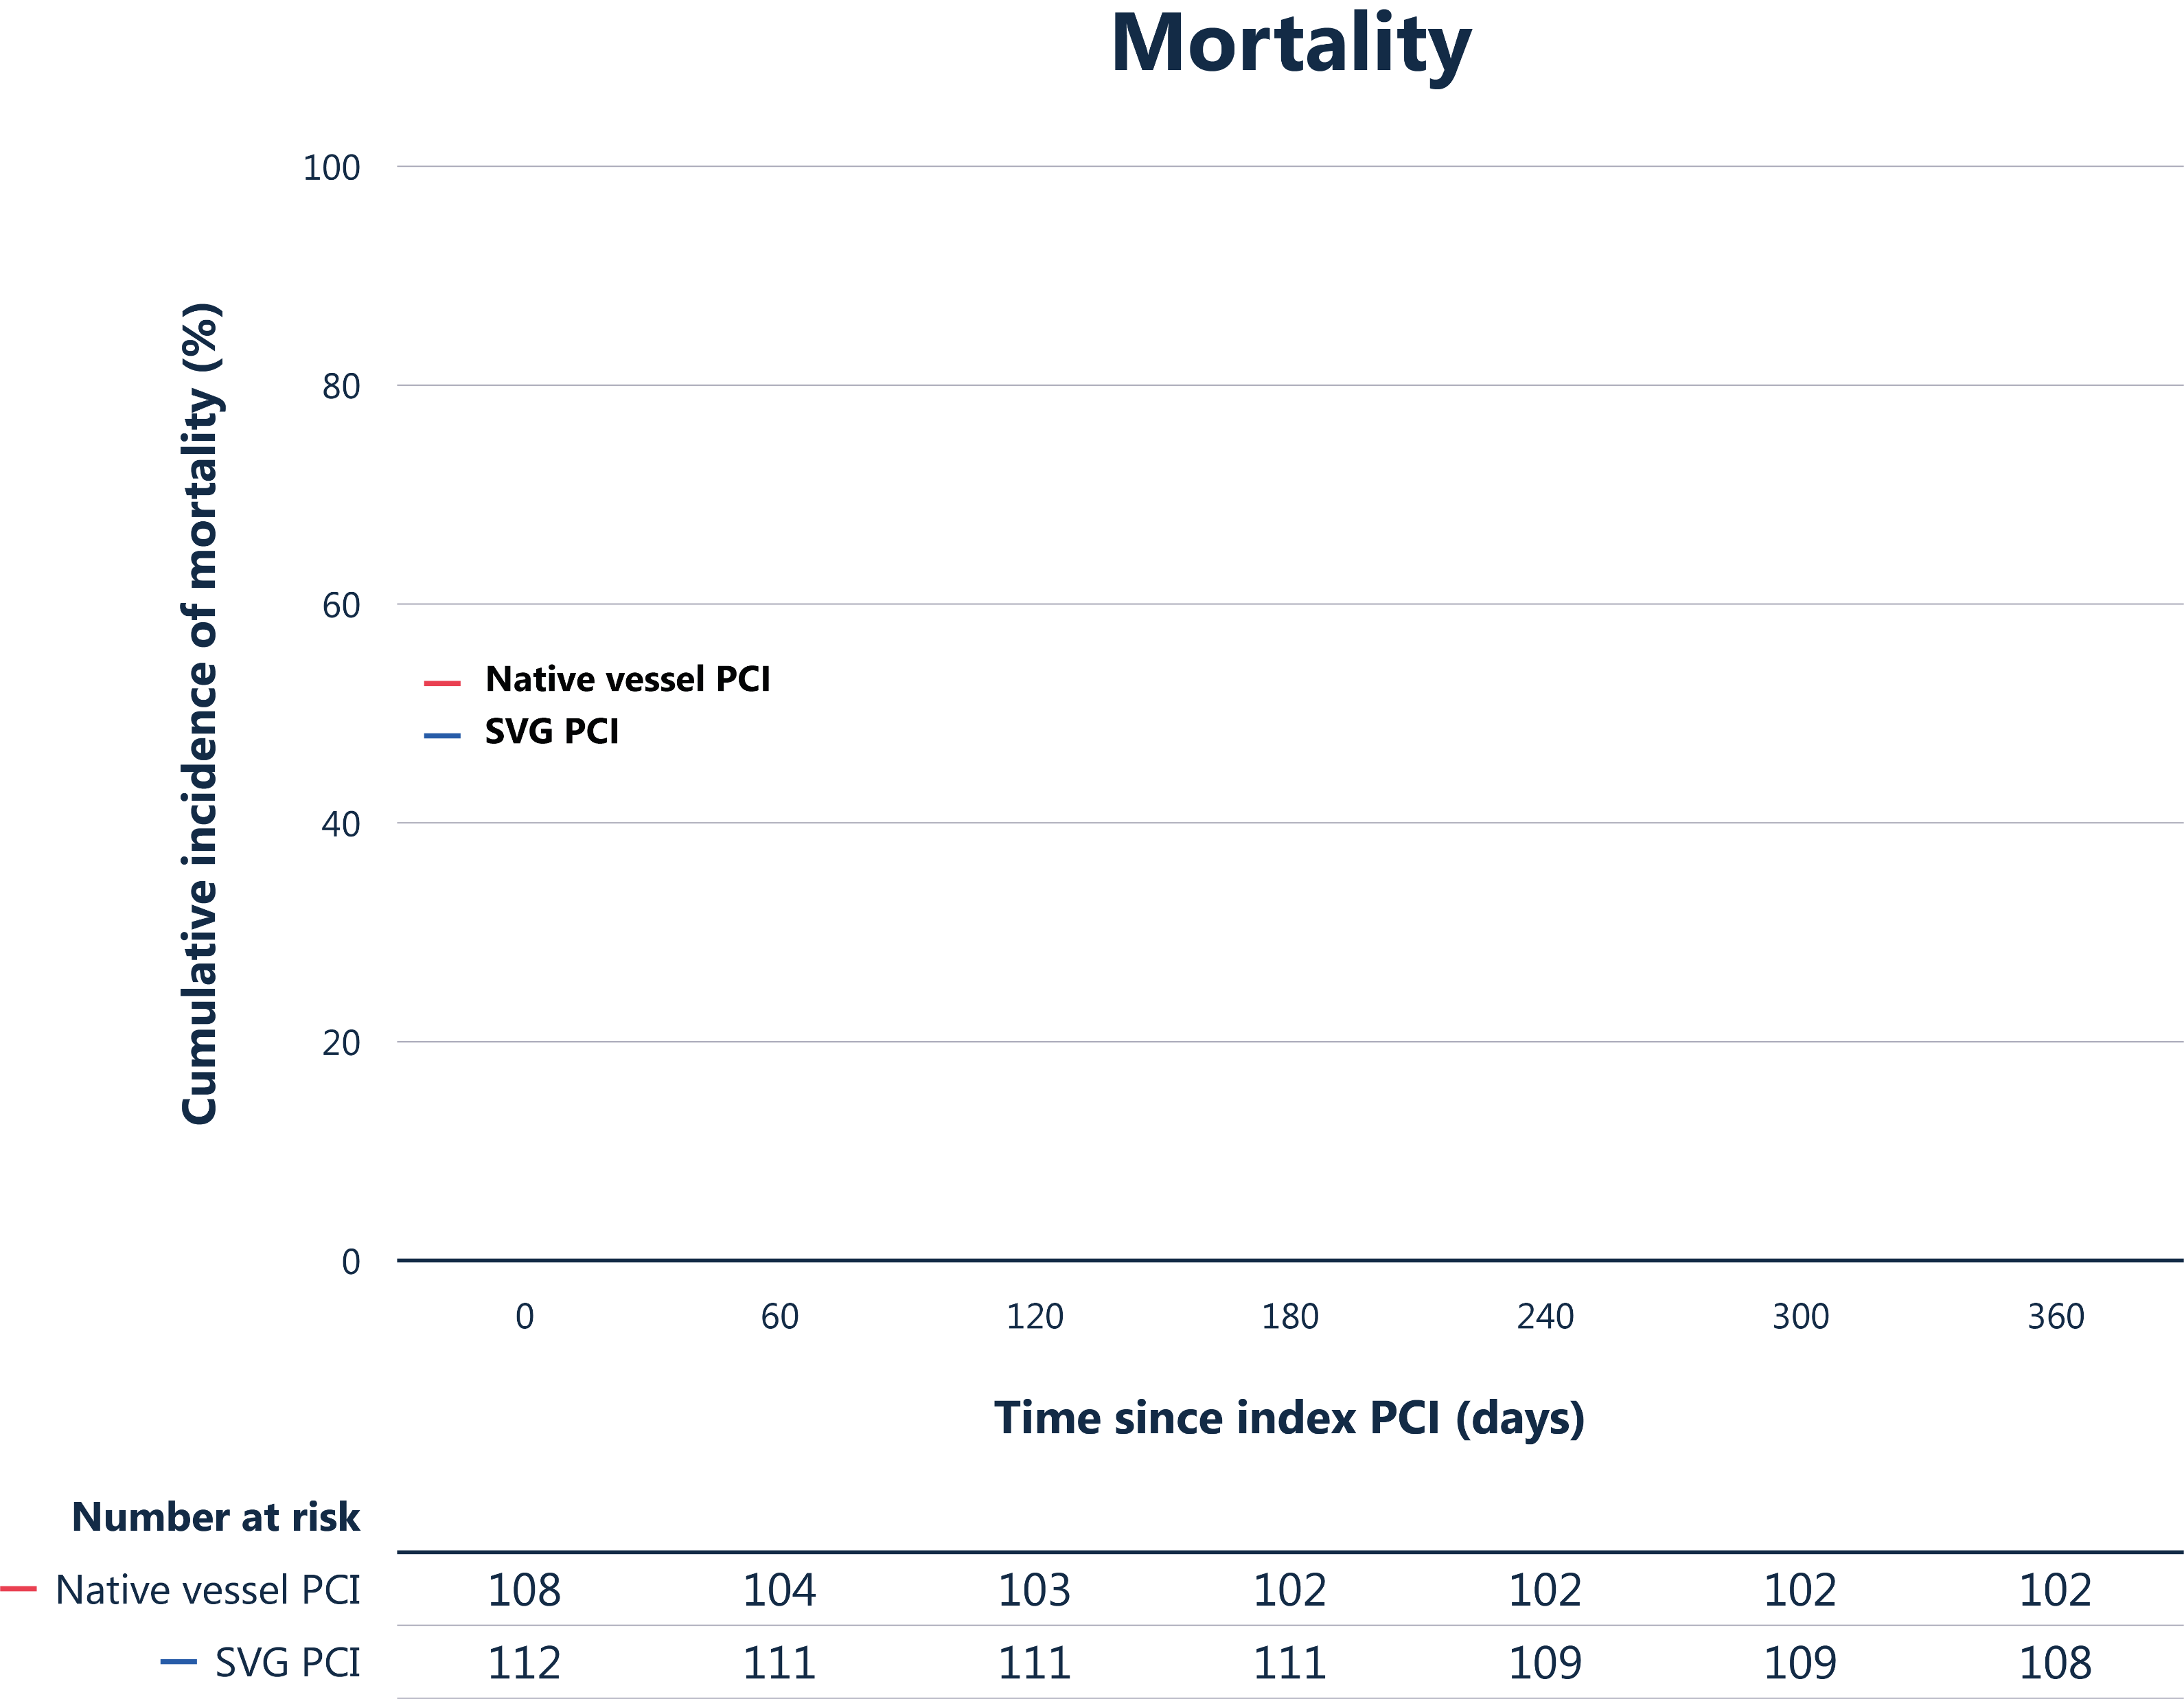 Mortality
Cumulative incidence of mortality (%)
100
80
60
40
20
0
Native vessel PCI
SVG PCI
0 60 120 180 240 300 360
Time since index PCI (days)
Number at risk
Native vessel PCI 108 104 103 102 102 102 102
SVG PCI 112 111 111 111 109 109 108